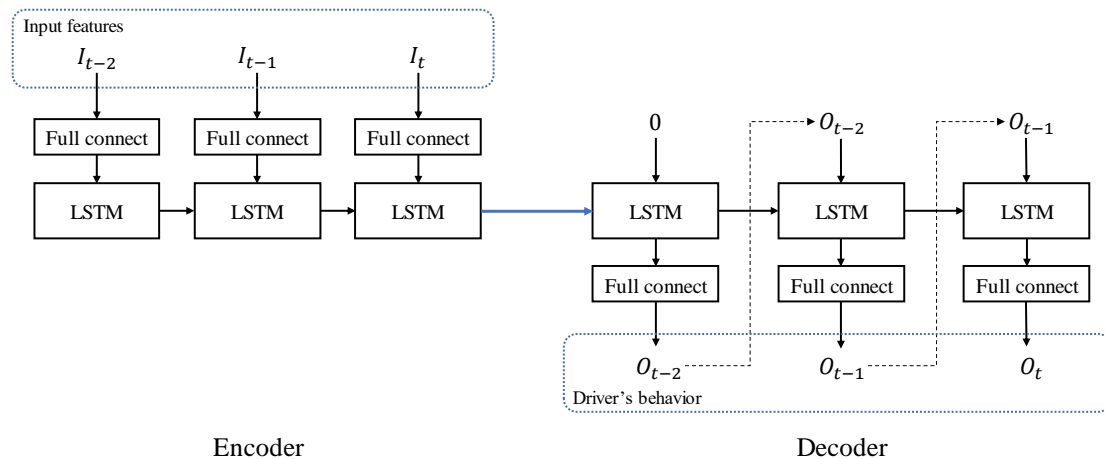 Input features
I_{t−2} I_{t−1} I_t
Full connect Full connect Full connect
LSTM LSTM LSTM
0 O_{t−2} O_{t−1}
LSTM LSTM LSTM
Full connect Full connect Full connect
O_{t−2} O_{t−1} O_t
Driver's behavior
Encoder Decoder